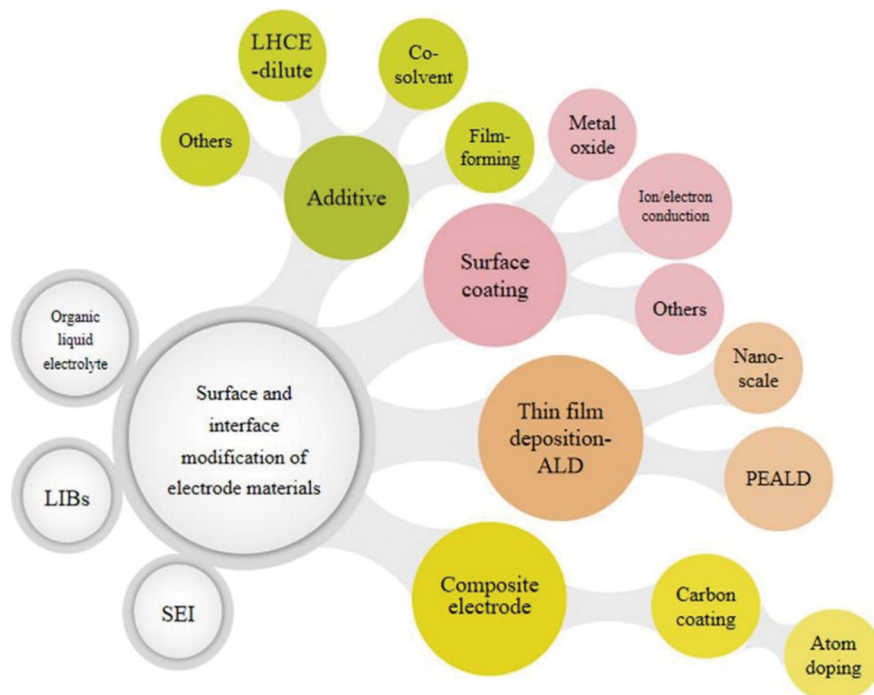 LHCE
-dilute
Co-
solvent
Others
Film-
forming
Additive
Metal
oxide
Ion/electron
conduction
Surface
coating
Others
Organic
liquid
electrolyte
Surface and
interface
modification of
electrode materials
Nano-
scale
Thin film
deposition-
ALD
PEALD
LIBs
SEI
Composite
electrode
Carbon
coating
Atom
doping